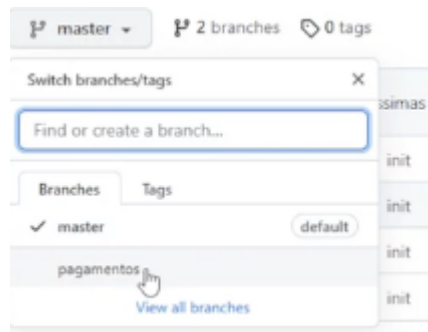 master 2 branches 0 tags
Switch branches/tags
ssimas
Find or create a branch...
init
Branches Tags
init
master default
init
pagamentos
init
View all branches